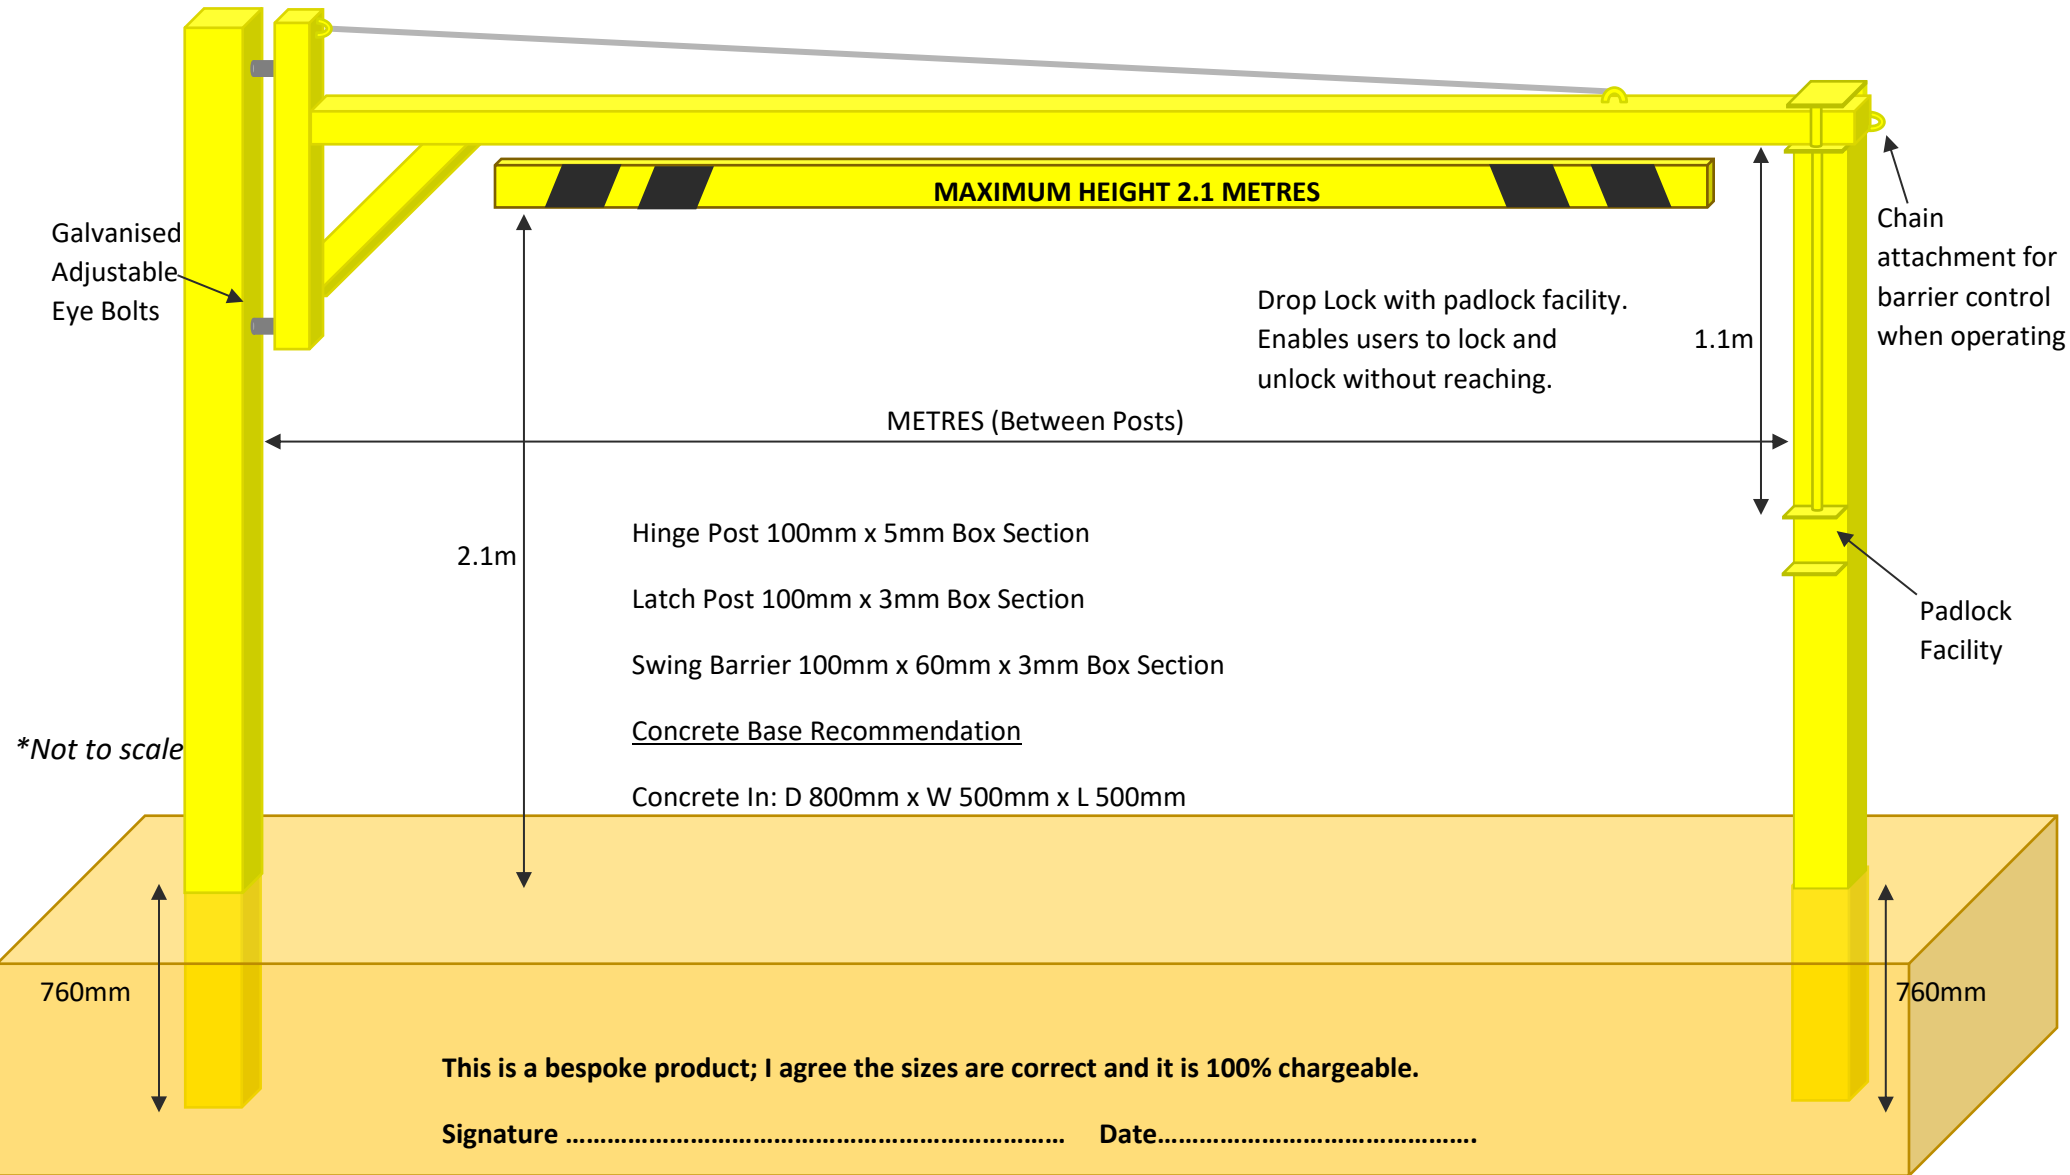 MAXIMUM HEIGHT 2.1 METRES
Galvanised
Adjustable
Eye Bolts
Chain
attachment for
barrier control
when operating
Drop Lock with padlock facility.
Enables users to lock and
unlock without reaching.
1.1m
METRES (Between Posts)
2.1m
Hinge Post 100mm x 5mm Box Section
Latch Post 100mm x 3mm Box Section
Swing Barrier 100mm x 60mm x 3mm Box Section
Concrete Base Recommendation
Concrete In: D 800mm x W 500mm x L 500mm
Padlock
Facility
*Not to scale
760mm
760mm
This is a bespoke product; I agree the sizes are correct and it is 100% chargeable.
Signature ……………………………………………………………… Date……………………………………….